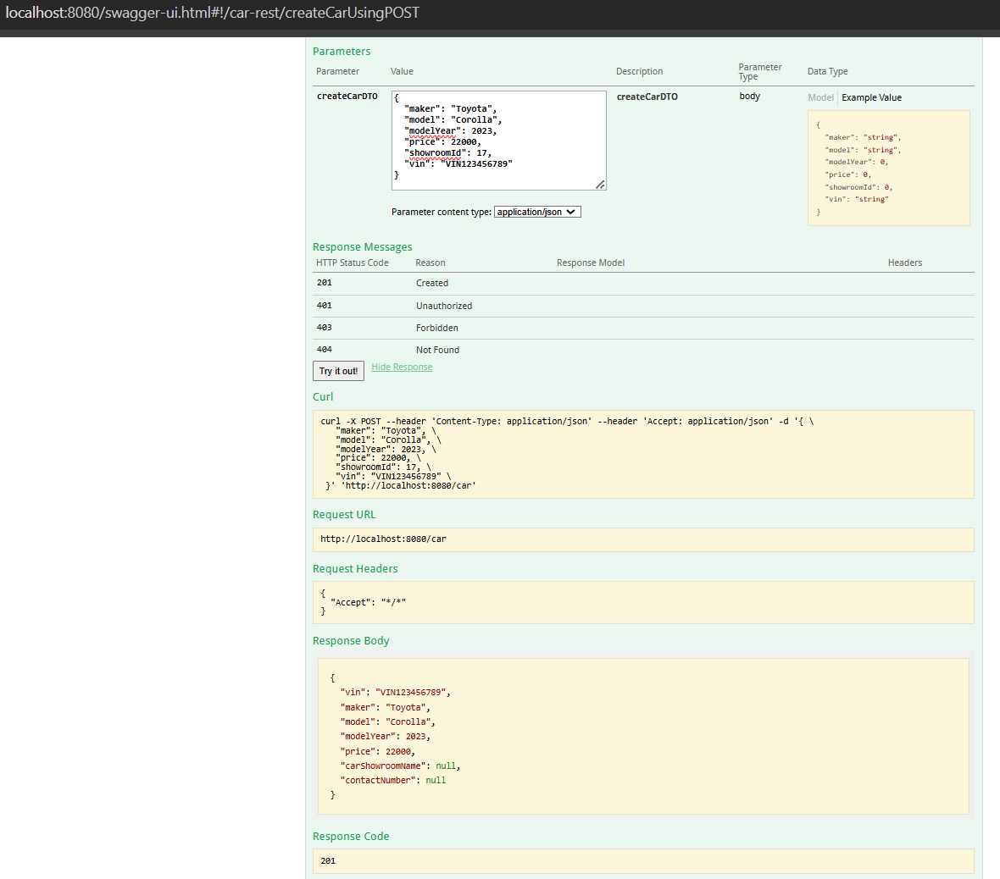 localhost:8080/swagger-ui.html#!/car-rest/createCarUsingPOST
Parameters
Parameter Value Description Parameter Type Data Type
createCarDTO
{
"maker": "Toyota",
"model": "Corolla",
"modelYear": 2023,
"price": 22000,
"showroomId": 17,
"vin": "VIN123456789"
}
Parameter content type: application/json
createCarDTO
body
Model Example Value
{
"maker": "string",
"model": "string",
"modelYear": 0,
"price": 0,
"showroomId": 0,
"vin": "string"
}
Response Messages
HTTP Status Code Reason Response Model Headers
201 Created
401 Unauthorized
403 Forbidden
404 Not Found
Try it out! Hide Response
Curl
curl -X POST --header 'Content-Type: application/json' --header 'Accept: application/json' -d '{ \
"maker": "Toyota", \
"model": "Corolla", \
"modelYear": 2023, \
"price": 22000, \
"showroomId": 17, \
"vin": "VIN123456789" \
}' 'http://localhost:8080/car'
Request URL
http://localhost:8080/car
Request Headers
{
"Accept": "*/*"
}
Response Body
{
"vin": "VIN123456789",
"maker": "Toyota",
"model": "Corolla",
"modelYear": 2023,
"price": 22000,
"carShowroomName": null,
"contactNumber": null
}
Response Code
201